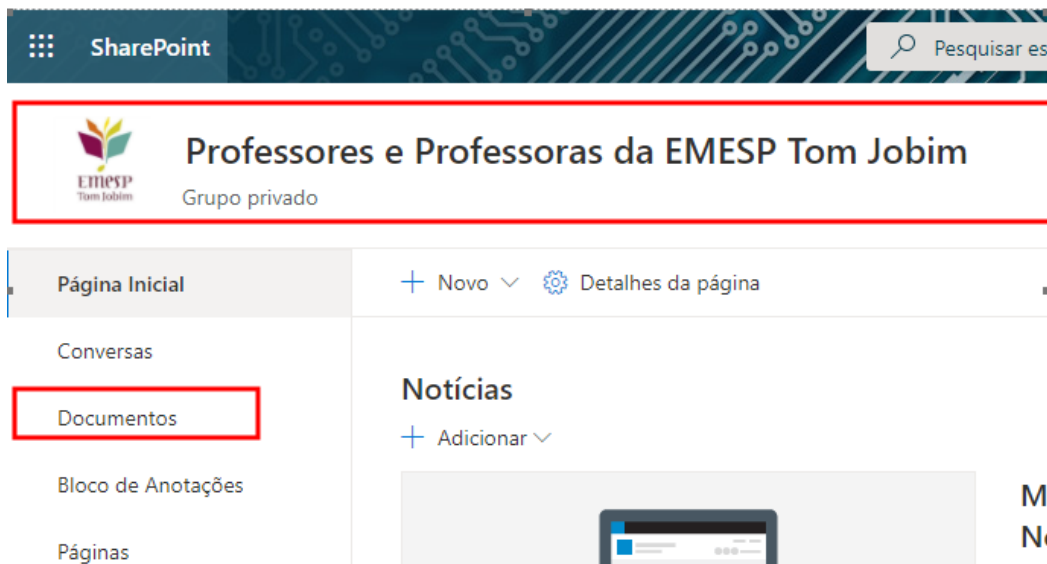 SharePoint
Pesquisar es
EMESP
Tom Jobim
Professores e Professoras da EMESP Tom Jobim
Grupo privado
Página Inicial
Novo
Detalhes da página
Conversas
Notícias
Documentos
Adicionar
Bloco de Anotações
Páginas